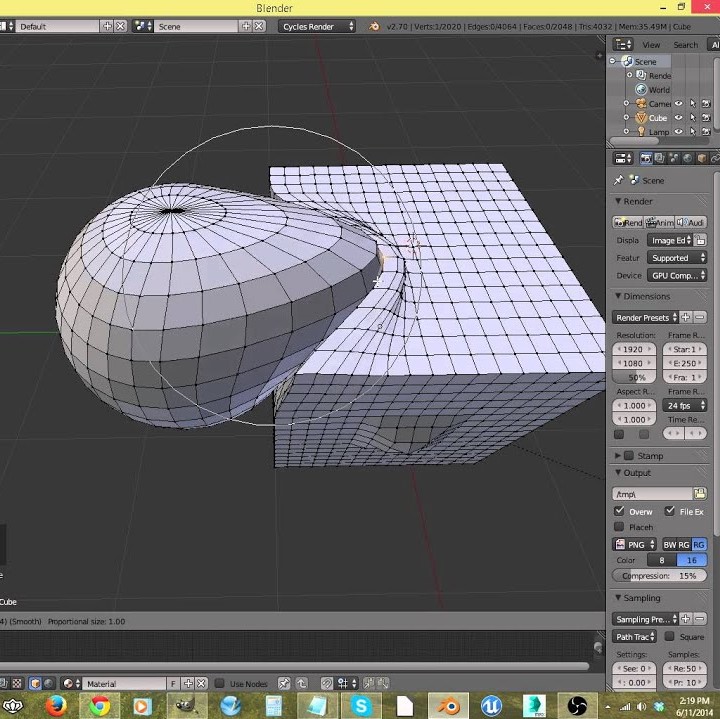 Blender
Default
Scene
Cycles Render
v2.70 | Verts:1/2020 | Edges:0/4064 | Faces:0/2048 | Tris:4032 | Mem:35.49M | Cube
View Search Al
Scene
Rende
World
Camer
Cube
Lamp
Scene
Render
Rend Anim Audi
Displa Image Ed
Featur Supported
Device GPU Comp...
Dimensions
Render Presets
Resolution: Frame R...
1920 Star: 1
1080 E: 250
50% Fra: 1
Aspect R... Frame R...
1.000 24 fps
1.000 Time Re...
Stamp
Output
/tmp\
Overw File Ex
Placeh
PNG BW RG RG
Color 8 16
Compression: 15%
Sampling
Sampling Pre...
Path Trac Square
Settings: Samples:
See: 0 Re: 50
: 0.00 Pr: 10
e
Cube
4) (Smooth) Proportional size: 1.00
Material F Use Nodes
2:19 PM
6/11/2014